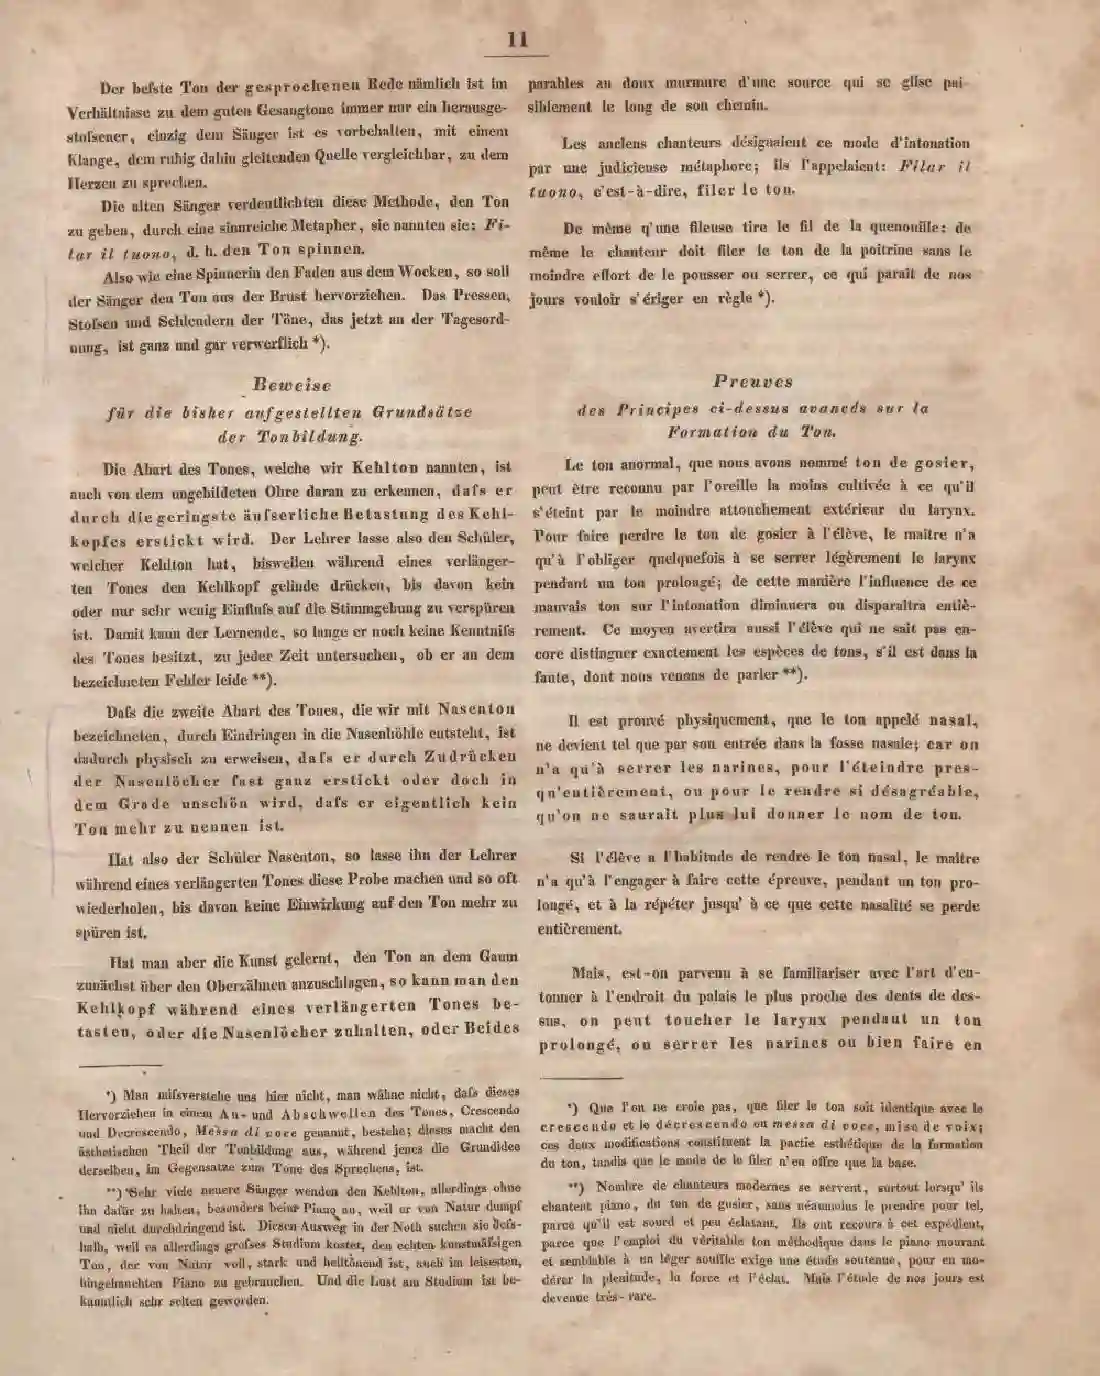 11
Der beſste Ton der gesprochenen Rede nämlich ist im
Verhältnisse zu dem guten Gesangtone immer nur ein herausge-
stoſsener, einzig dem Sänger ist es vorbehalten, mit einem
Klange, dem ruhig dahin gleitenden Quelle vergleichbar, zu dem
Herzen zu sprechen.
Die alten Sänger verdeutlichten diese Methode, den Ton
zu geben, durch eine sinnreiche Metapher, sie nannten sie: Fi-
lar il tuono, d. h. den Ton spinnen.
Also wie eine Spinnerin den Faden aus dem Wocken, so soll
der Sänger den Ton aus der Brust hervorziehen. Das Pressen,
Stoſsen und Schleudern der Töne, das jetzt an der Tagesord-
nung, ist ganz und gar verwerflich *).
Beweise
für die bisher aufgestellten Grundsätze
der Tonbildung.
Die Abart des Tones, welche wir Kehlton nannten, ist
auch von dem ungebildeten Ohre daran zu erkennen, daſs er
durch die geringste äuſserliche Betastung des Kehl-
kopfes erstickt wird. Der Lehrer lasse also den Schüler,
welcher Kehlton hat, bisweilen während eines verlänger-
ten Tones den Kehlkopf gelinde drücken, bis davon kein
oder nur sehr wenig Einfluſs auf die Stimmgebung zu verspüren
ist. Damit kann der Lernende, so lange er noch keine Kenntniſs
des Tones besitzt, zu jeder Zeit untersuchen, ob er an dem
bezeichneten Fehler leide **).
Daſs die zweite Abart des Tones, die wir mit Nasenton
bezeichneten, durch Eindringen in die Nasenhöhle entsteht, ist
dadurch physisch zu erweisen, daſs er durch Zudrücken
der Nasenlöcher fast ganz erstickt oder doch in
dem Grade unschön wird, daſs er eigentlich kein
Ton mehr zu nennen ist.
Hat also der Schüler Nasenton, so lasse ihn der Lehrer
während eines verlängerten Tones diese Probe machen und so oft
wiederholen, bis davon keine Einwirkung auf den Ton mehr zu
spüren ist.
Hat man aber die Kunst gelernt, den Ton an dem Gaum
zunächst über den Oberzähnen anzuschlagen, so kann man den
Kehlkopf während eines verlängerten Tones be-
tasten, oder die Nasenlöcher zuhalten, oder Beides
*) Man miſsverstehe uns hier nicht, man wähne nicht, daſs dieses
Hervorziehen in einem An- und Abschwellen des Tones, Crescendo
und Decrescendo, Messa di voce genannt, bestehe; dieses macht den
ästhetischen Theil der Tonbildung aus, während jenes die Grundidee
derselben, im Gegensatze zum Tone des Sprechens, ist.
**) Sehr viele neuere Sänger wenden den Kehlton, allerdings ohne
ihn dafür zu halten, besonders beim Piano an, weil er von Natur dumpf
und nicht durchdringend ist. Diesen Ausweg in der Noth suchen sie deſs-
halb, weil es allerdings groſses Studium kostet, den echten kunstmäſsigen
Ton, der von Natur voll, stark und helltönend ist, auch im leisesten,
hingehauchten Piano zu gebrauchen. Und die Lust am Studium ist be-
kanntlich sehr selten geworden.
parables au doux murmure d'une source qui se glise pai-
siblement le long de son chemin.
Les anciens chanteurs désignaient ce mode d'intonation
par une judicieuse métaphore; ils l'appelaient: Filar il
tuono, c'est-à-dire, filer le ton.
De même q'une fileuse tire le fil de la quenouille: de
même le chanteur doit filer le ton de la poitrine sans le
moindre effort de le pousser ou serrer, ce qui paraît de nos
jours vouloir s'ériger en règle *).
Preuves
des Principes ci-dessus avancés sur la
Formation du Ton.
Le ton anormal, que nous avons nommé ton de gosier,
peut être reconnu par l'oreille la moins cultivée à ce qu'il
s'éteint par le moindre attouchement extérieur du larynx.
Pour faire perdre le ton de gosier à l'élève, le maître n'a
qu'à l'obliger quelquefois à se serrer légèrement le larynx
pendant un ton prolongé; de cette manière l'influence de ce
mauvais ton sur l'intonation diminuera ou disparaîtra entiè-
rement. Ce moyen avertira aussi l'élève qui ne sait pas en-
core distinguer exactement les espèces de tons, s'il est dans la
faute, dont nous venons de parler **).
Il est prouvé physiquement, que le ton appelé nasal,
ne devient tel que par son entrée dans la fosse nasale; car on
n'a qu'à serrer les narines, pour l'éteindre pres-
qu'entièrement, ou pour le rendre si désagréable,
qu'on ne saurait plus lui donner le nom de ton.
Si l'élève a l'habitude de rendre le ton nasal, le maître
n'a qu'à l'engager à faire cette épreuve, pendant un ton pro-
longé, et à la répéter jusqu' à ce que cette nasalité se perde
entièrement.
Mais, est-on parvenu à se familiariser avec l'art d'en-
tonner à l'endroit du palais le plus proche des dents de des-
sus, on peut toucher le larynx pendant un ton
prolongé, ou serrer les narines ou bien faire en
*) Que l'on ne croie pas, que filer le ton soit identique avec le
crescendo et le décrescendo ou messa di voce, mise de voix;
ces deux modifications constituent la partie esthétique de la formation
du ton, tandis que le mode de le filer n'en offre que la base.
**) Nombre de chanteurs modernes se servent, surtout lorsqu' ils
chantent piano, du ton de gosier, sans néanmoins le prendre pour tel,
parce qu'il est sourd et peu éclatant. Ils ont recours à cet expédient,
parce que l'emploi du véritable ton méthodique dans le piano mourant
et semblable à un léger souffle exige une étude soutenue, pour en mo-
dérer la plénitude, la force et l'éclat. Mais l'étude de nos jours est
devenue très-rare.